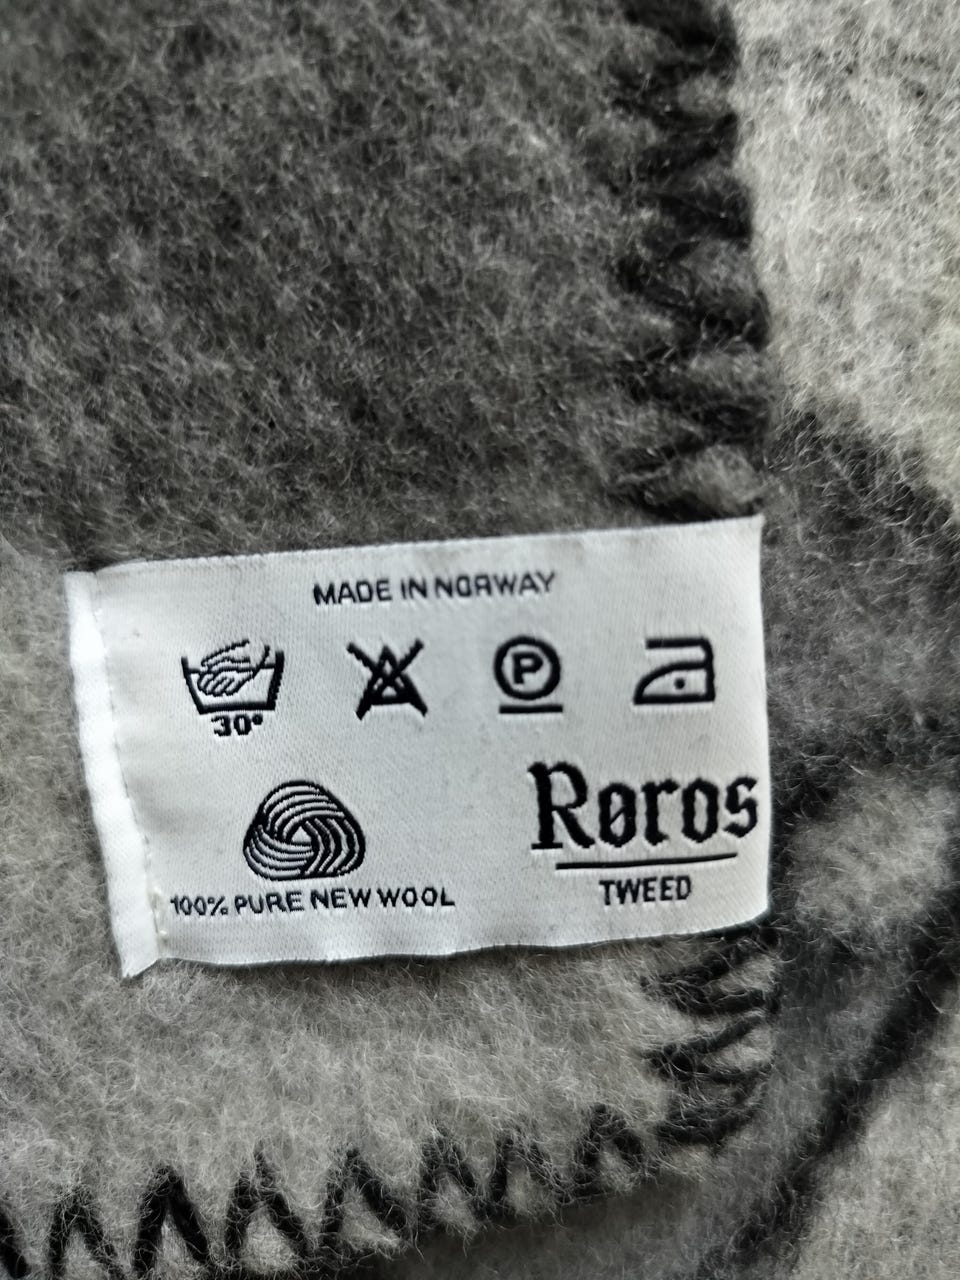 MADE IN NORWAY
30°
P
100% PURE NEW WOOL
Røros
TWEED